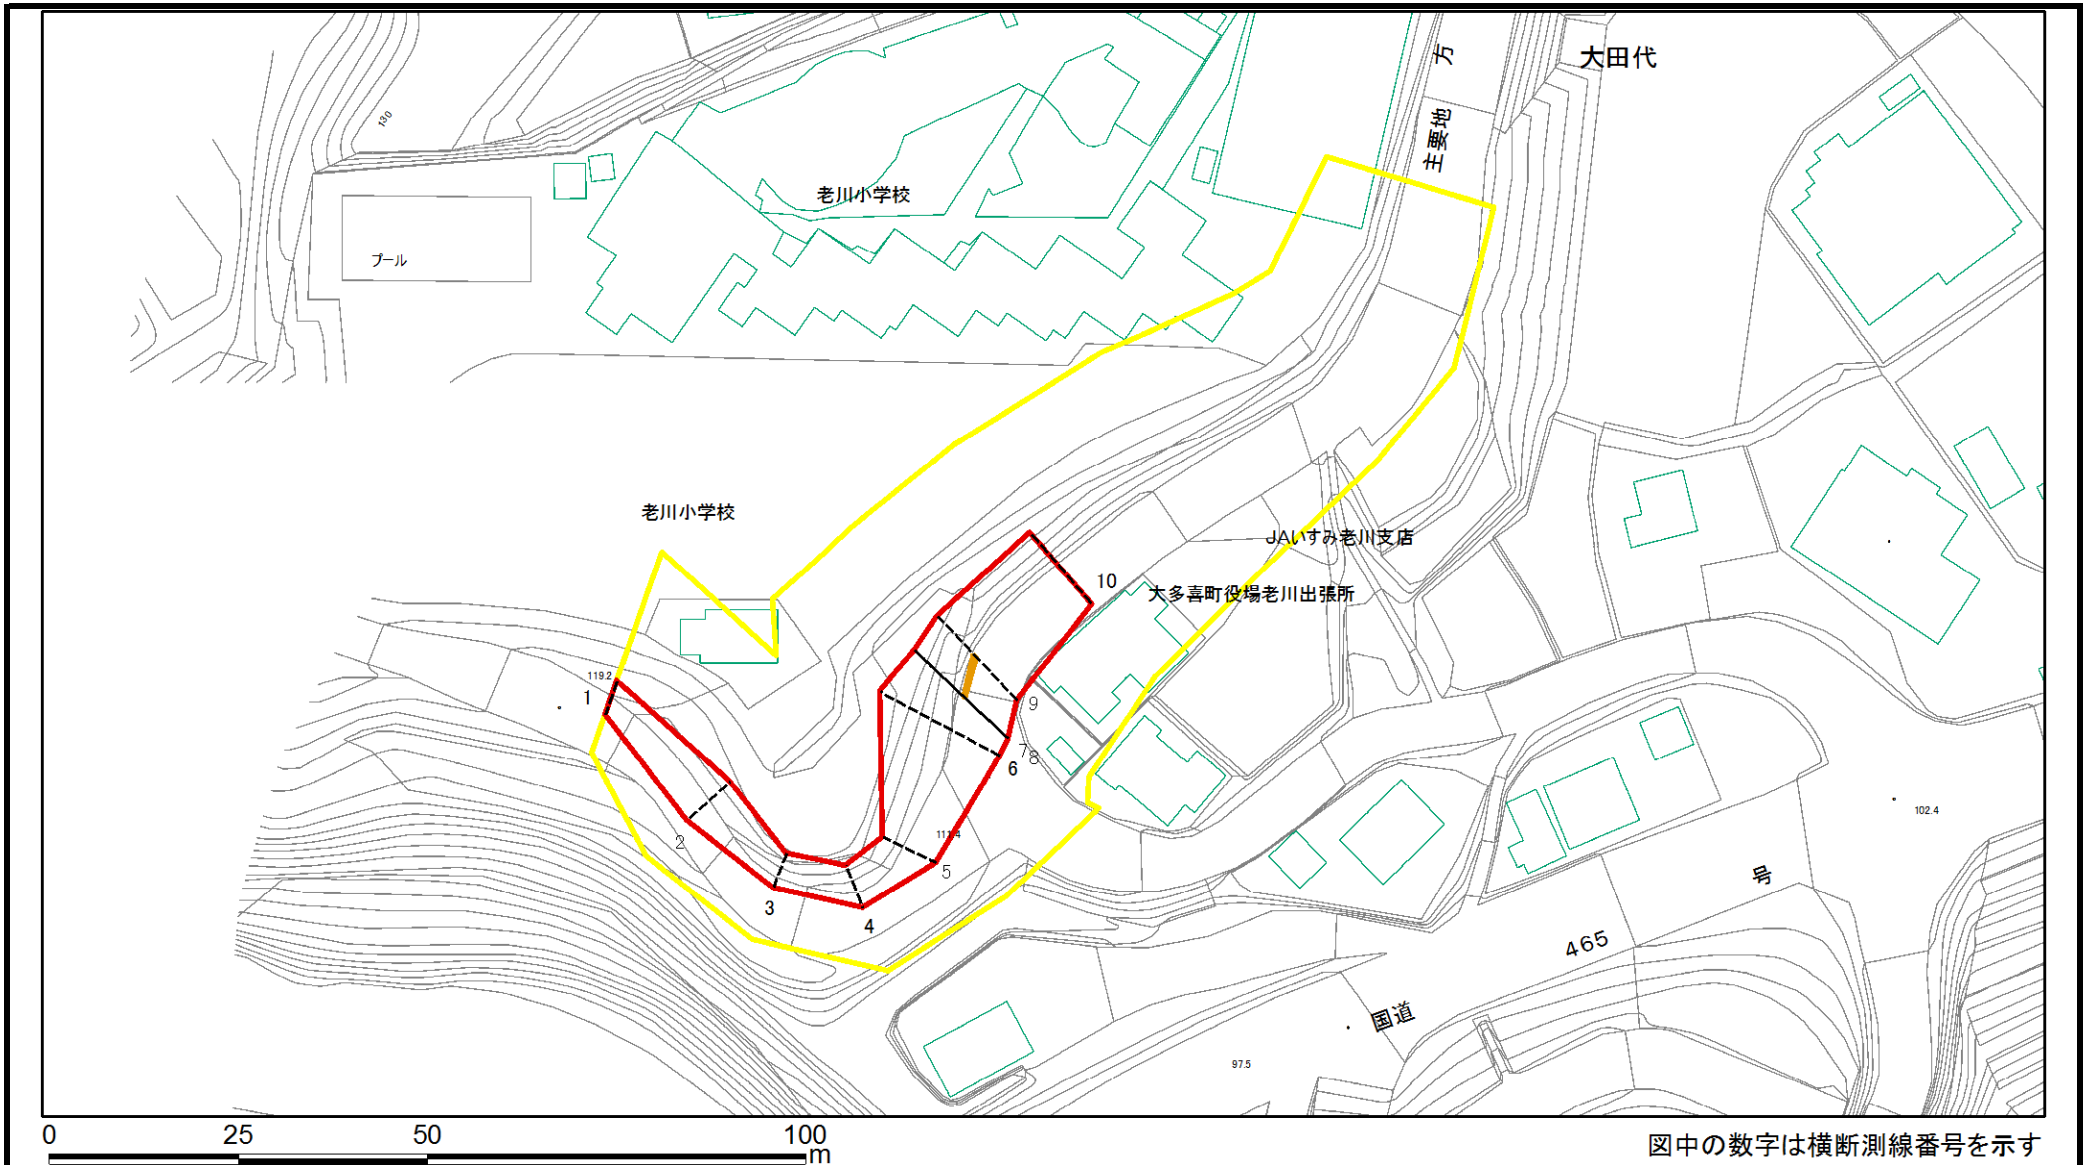 大田代
主要地
方
130
老川小学校
プール
老川小学校
JAいすみ老川支店
大多喜町役場老川出張所
10
119.2
1
9
7
8
6
2
111.4
5
3
4
102.4
号
465
国道
97.5
0 25 50 100
m
図中の数字は横断測線番号を示す